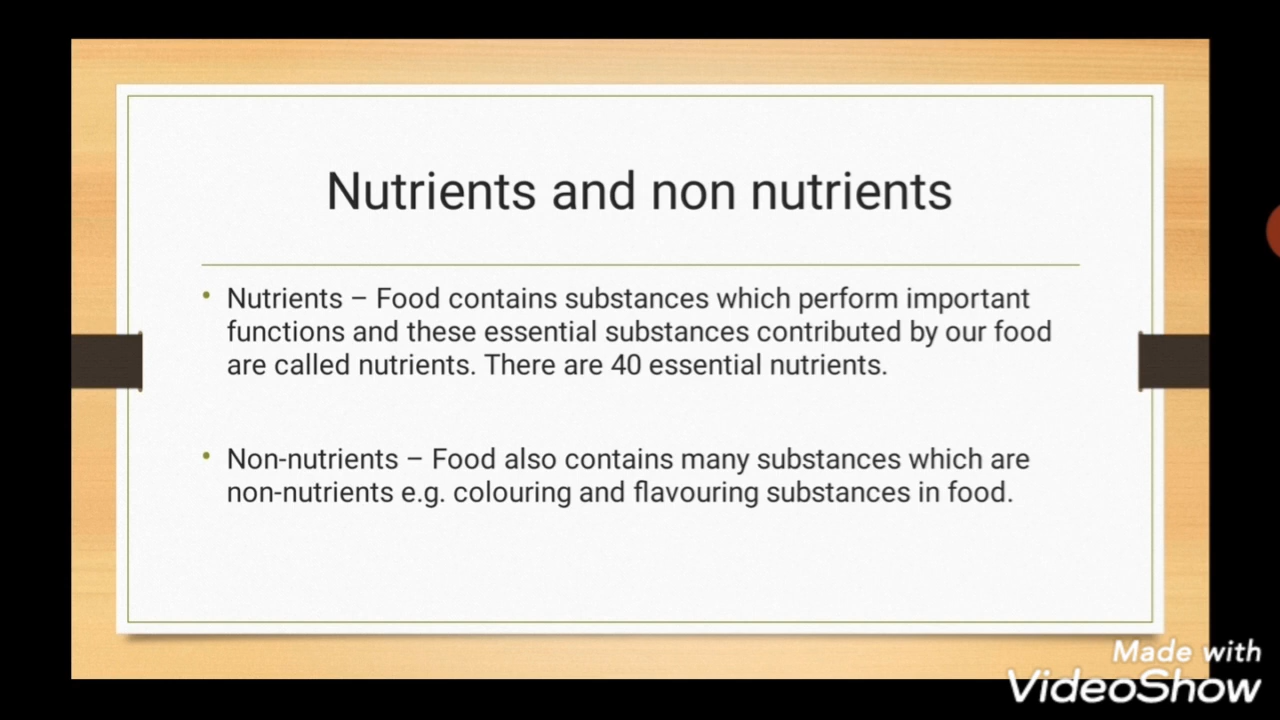 Nutrients and non nutrients
• Nutrients – Food contains substances which perform important
functions and these essential substances contributed by our food
are called nutrients. There are 40 essential nutrients.
• Non-nutrients – Food also contains many substances which are
non-nutrients e.g. colouring and flavouring substances in food.
Made with
VideoShow